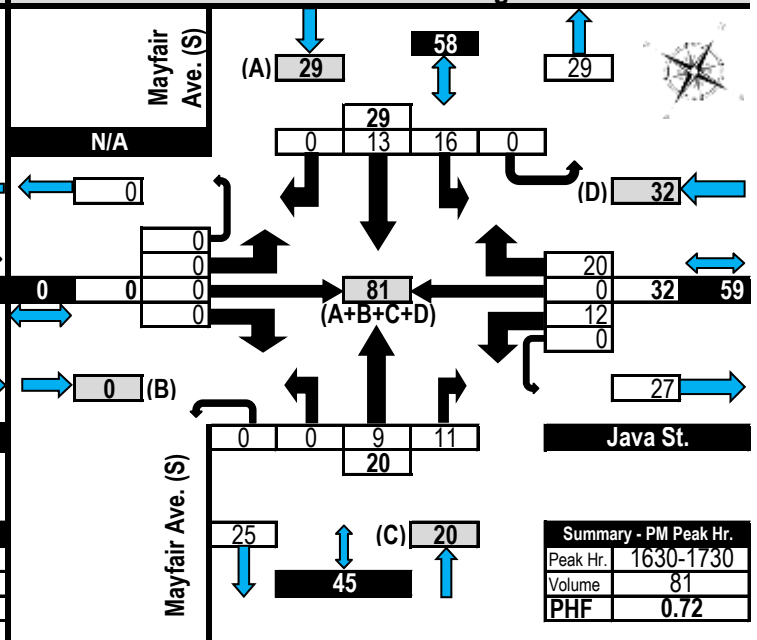 Mayfair
Ave. (S)
(A) 29
58
29
N/A
29
0 13 16 0
0
(D) 32
0
0
0 0 0
0
81
(A+B+C+D)
20
0 32 59
12
0
0 (B)
27
0 0 9 11
20
Java St.
Mayfair Ave. (S)
25
(C) 20
45
Summary - PM Peak Hr.
Peak Hr. 1630-1730
Volume 81
PHF 0.72